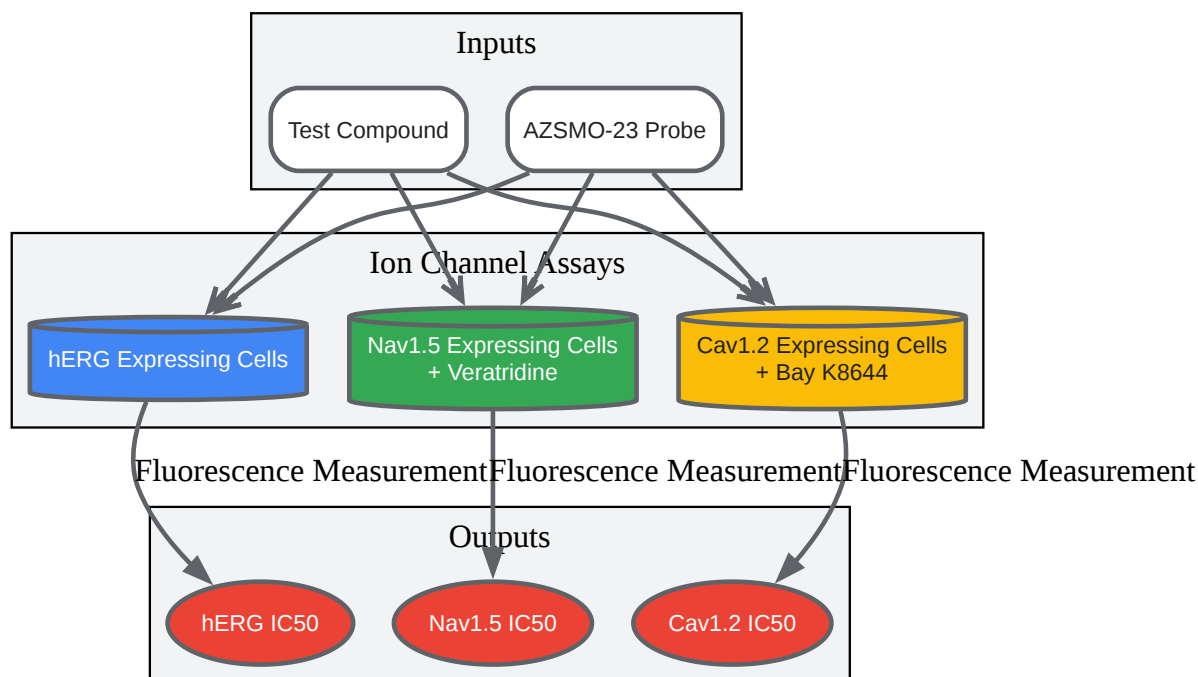 Inputs
Test Compound
AZSMO-23 Probe
Ion Channel Assays
hERG Expressing Cells
Nav1.5 Expressing Cells
+ Veratridine
Cav1.2 Expressing Cells
+ Bay K8644
Fluorescence Measurement
Fluorescence Measurement
Fluorescence Measurement
Outputs
hERG IC50
Nav1.5 IC50
Cav1.2 IC50